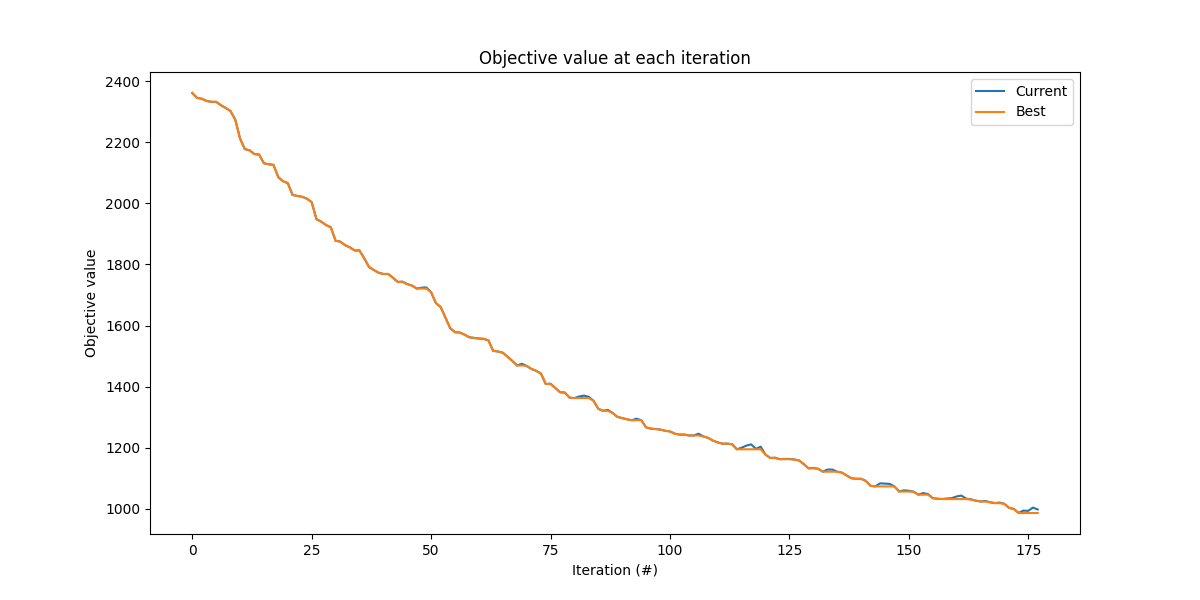 Objective value at each iteration
Current
Best
2400
2200
2000
1800
1600
1400
1200
1000
Objective value
0 25 50 75 100 125 150 175
Iteration (#)